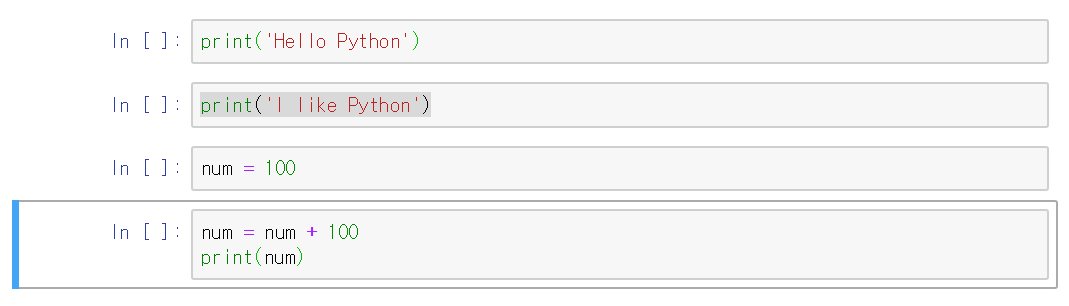 In [ ]: print('Hello Python')
In [ ]: print('I like Python')
In [ ]: num = 100
In [ ]: num = num + 100
print(num)